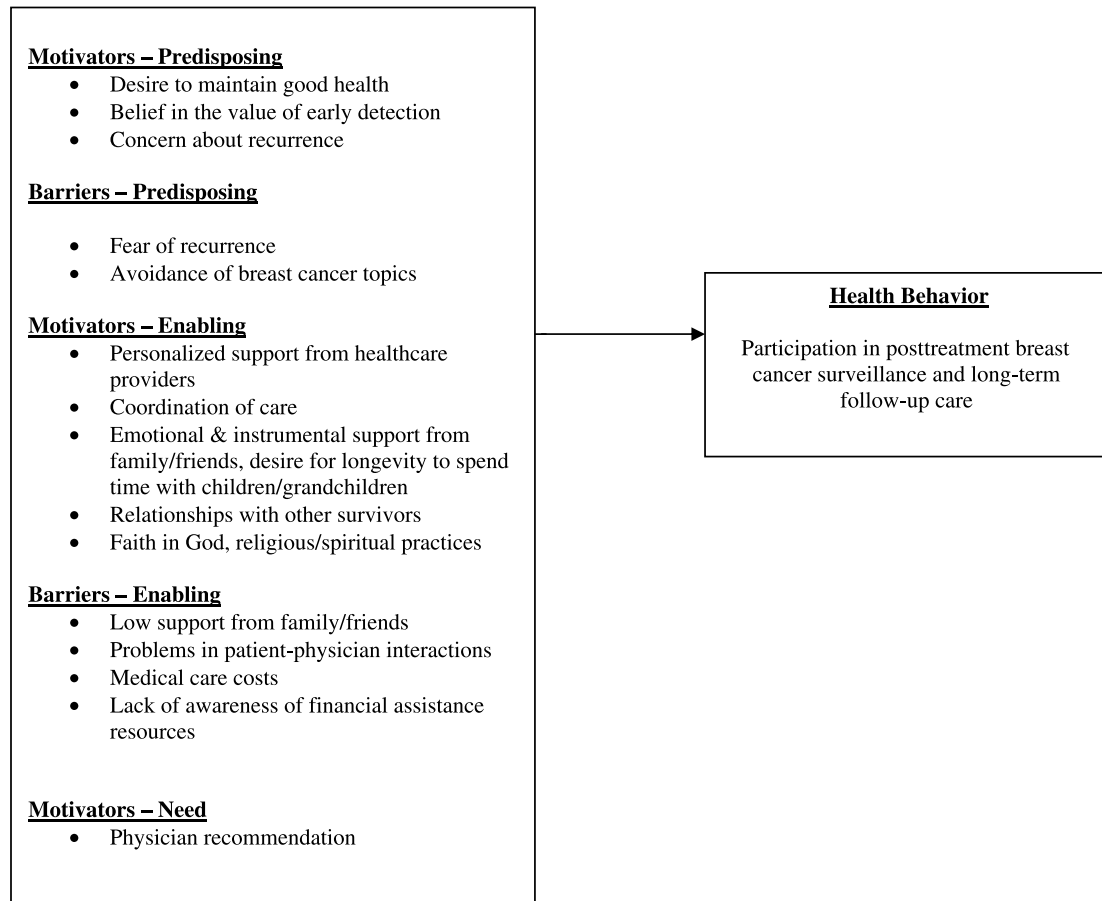 Motivators – Predisposing
• Desire to maintain good health
• Belief in the value of early detection
• Concern about recurrence
Barriers – Predisposing
• Fear of recurrence
• Avoidance of breast cancer topics
Motivators – Enabling
• Personalized support from healthcare
providers
• Coordination of care
• Emotional & instrumental support from
family/friends, desire for longevity to spend
time with children/grandchildren
• Relationships with other survivors
• Faith in God, religious/spiritual practices
Barriers – Enabling
• Low support from family/friends
• Problems in patient-physician interactions
• Medical care costs
• Lack of awareness of financial assistance
resources
Motivators – Need
• Physician recommendation
Health Behavior
Participation in posttreatment breast
cancer surveillance and long-term
follow-up care